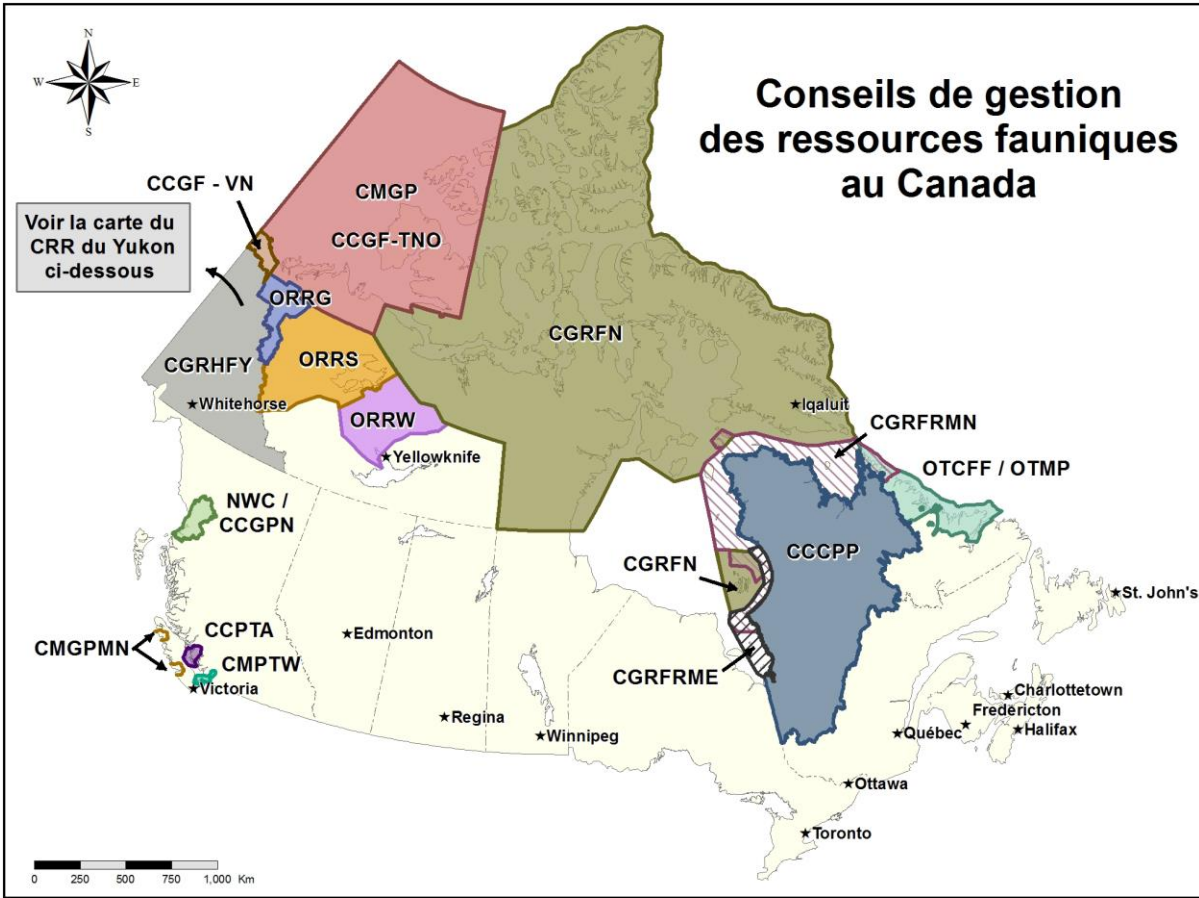 Conseils de gestion
des ressources fauniques
au Canada
N
W
E
S
CCGF - VN
Voir la carte du
CRR du Yukon
ci-dessous
CMGP
CCGF-TNO
ORRG
CGRHFY
ORRS
CGRFN
Whitehorse
ORRW
Yellowknife
Iqaluit
CGRFRMN
OTCFF / OTMP
NWC /
CCGPN
CCCPP
CGRFN
St. John's
CMGPMN
CCPTA
CMPTW
Victoria
Edmonton
CGRFRME
Regina
Winnipeg
Charlottetown
Fredericton
Québec
Halifax
Ottawa
Toronto
0 250 500 750 1,000 Km